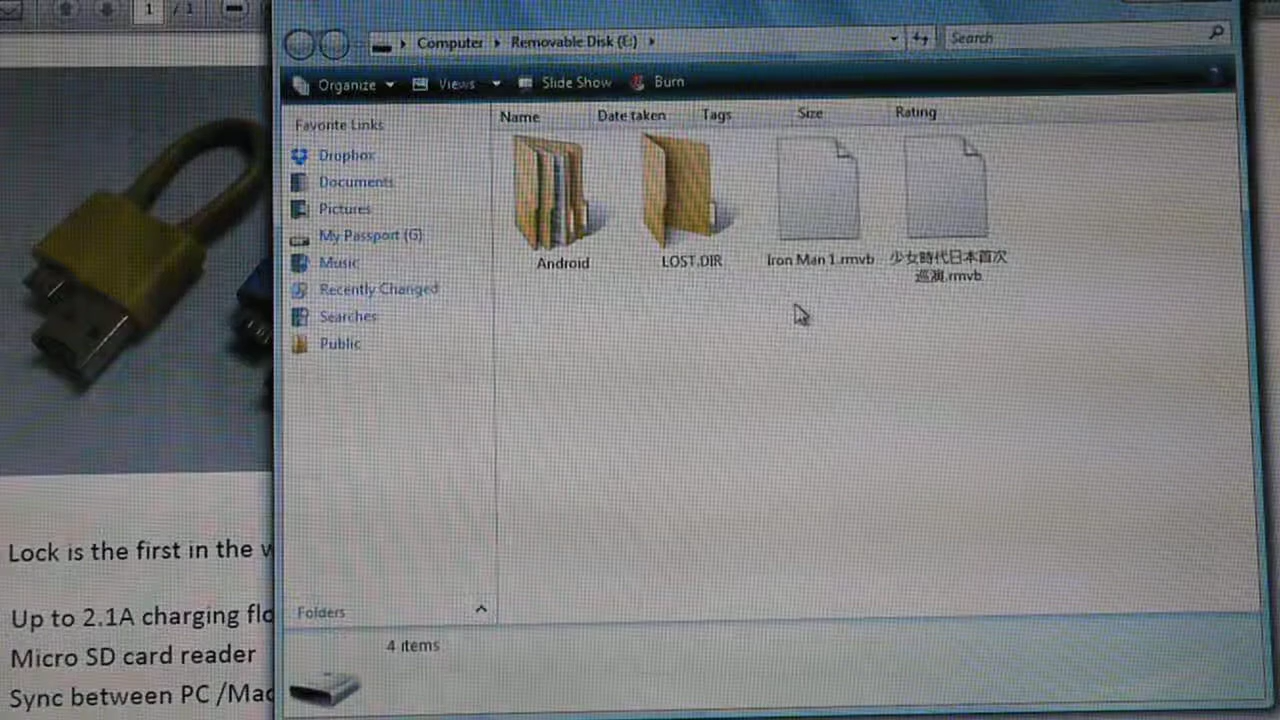 1 / 1
Computer Removable Disk (E:) Search
Organize Views Slide Show Burn
Favorite Links
Name Date taken Tags Size Rating
Dropbox
Documents
Pictures
My Passport (G)
Music
Recently Changed
Searches
Public
Android LOST.DIR Iron Man 1.rmvb 少女時代日本首次
巡演.rmvb
Folders
4 items
Lock is the first in the
Up to 2.1A charging
Micro SD card reader
Sync between PC /Mac